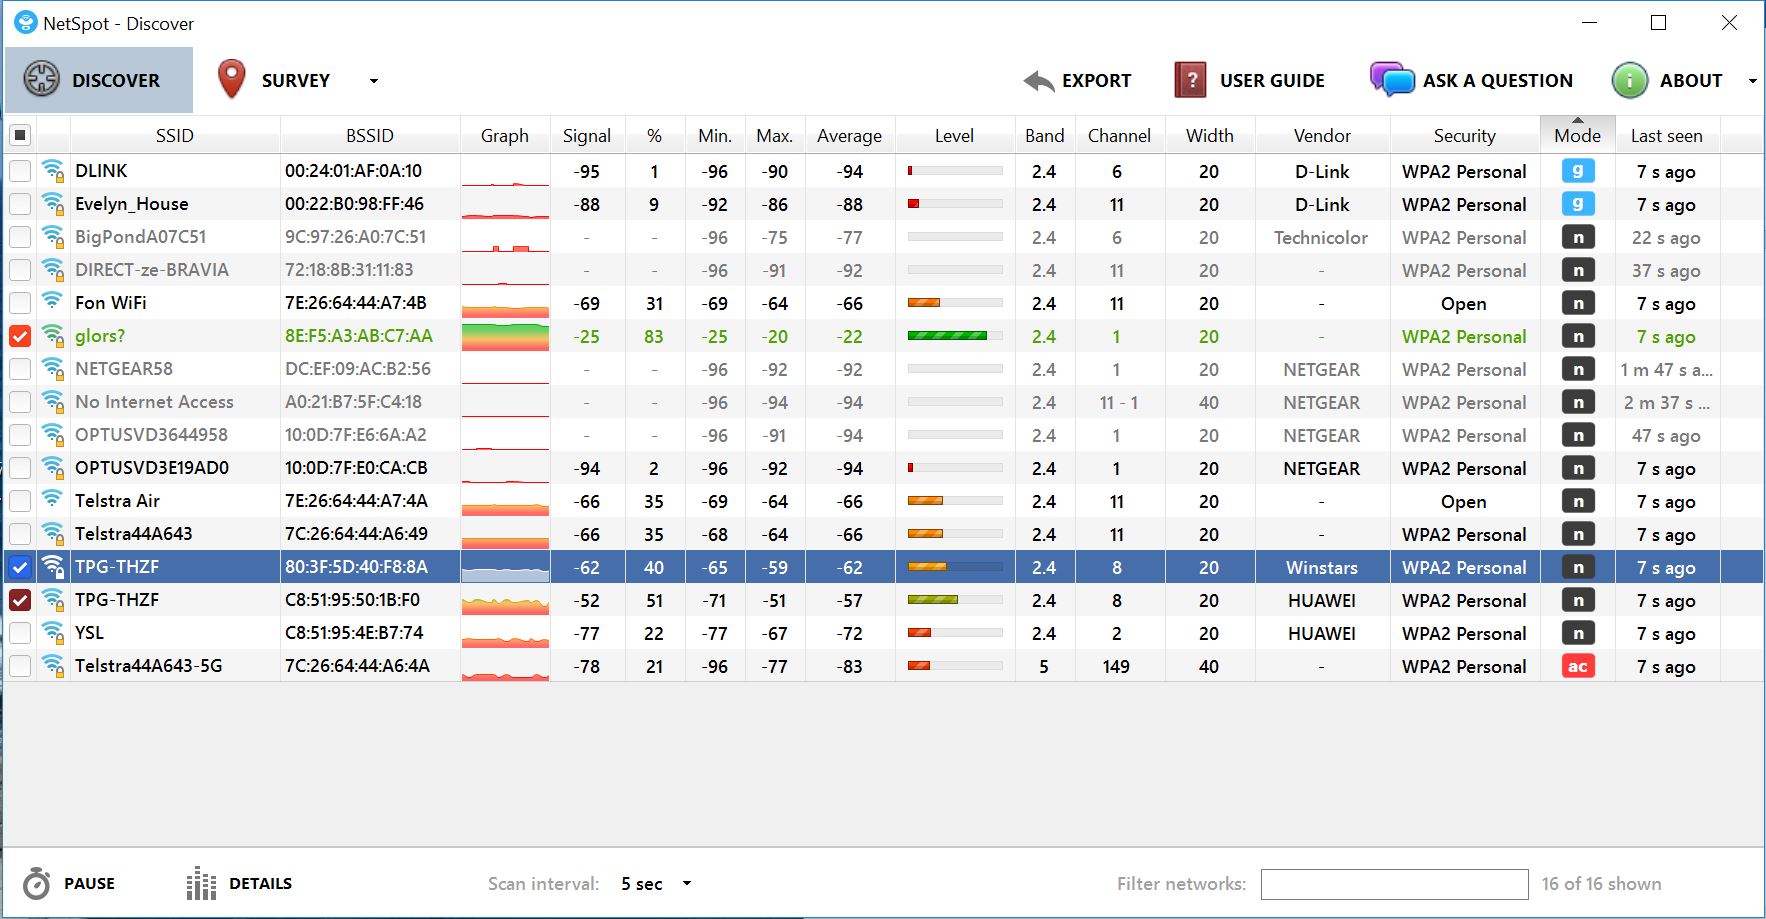 NetSpot - Discover
DISCOVER SURVEY EXPORT ? USER GUIDE ASK A QUESTION i ABOUT
SSID BSSID Graph Signal % Min. Max. Average Level Band Channel Width Vendor Security Mode Last seen
DLINK 00:24:01:AF:0A:10 -95 1 -96 -90 -94 2.4 6 20 D-Link WPA2 Personal g 7 s ago
Evelyn_House 00:22:B0:98:FF:46 -88 9 -92 -86 -88 2.4 11 20 D-Link WPA2 Personal g 7 s ago
BigPondA07C51 9C:97:26:A0:7C:51 - - -96 -75 -77 2.4 6 20 Technicolor WPA2 Personal n 22 s ago
DIRECT-ze-BRAVIA 72:18:8B:31:11:83 - - -96 -91 -92 2.4 11 20 - WPA2 Personal n 37 s ago
Fon WiFi 7E:26:64:44:A7:4B -69 31 -69 -64 -66 2.4 11 20 - Open n 7 s ago
glors? 8E:F5:A3:AB:C7:AA -25 83 -25 -20 -22 2.4 1 20 - WPA2 Personal n 7 s ago
NETGEAR58 DC:EF:09:AC:B2:56 - - -96 -92 -92 2.4 1 20 NETGEAR WPA2 Personal n 1 m 47 s a...
No Internet Access A0:21:B7:5F:C4:18 - - -96 -94 -94 2.4 11 - 1 40 NETGEAR WPA2 Personal n 2 m 37 s ...
OPTUSVD3644958 10:0D:7F:E6:6A:A2 - - -96 -91 -94 2.4 1 20 NETGEAR WPA2 Personal n 47 s ago
OPTUSVD3E19AD0 10:0D:7F:E0:CA:CB -94 2 -96 -92 -94 2.4 1 20 NETGEAR WPA2 Personal n 7 s ago
Telstra Air 7E:26:64:44:A7:4A -66 35 -69 -64 -66 2.4 11 20 - Open n 7 s ago
Telstra44A643 7C:26:64:44:A6:49 -66 35 -68 -64 -66 2.4 11 20 - WPA2 Personal n 7 s ago
TPG-THZF 80:3F:5D:40:F8:8A -62 40 -65 -59 -62 2.4 8 20 Winstars WPA2 Personal n 7 s ago
TPG-THZF C8:51:95:50:1B:F0 -52 51 -71 -51 -57 2.4 8 20 HUAWEI WPA2 Personal n 7 s ago
YSL C8:51:95:4E:B7:74 -77 22 -77 -67 -72 2.4 2 20 HUAWEI WPA2 Personal n 7 s ago
Telstra44A643-5G 7C:26:64:44:A6:4A -78 21 -96 -77 -83 5 149 40 - WPA2 Personal ac 7 s ago
PAUSE DETAILS Scan interval: 5 sec Filter networks: 16 of 16 shown